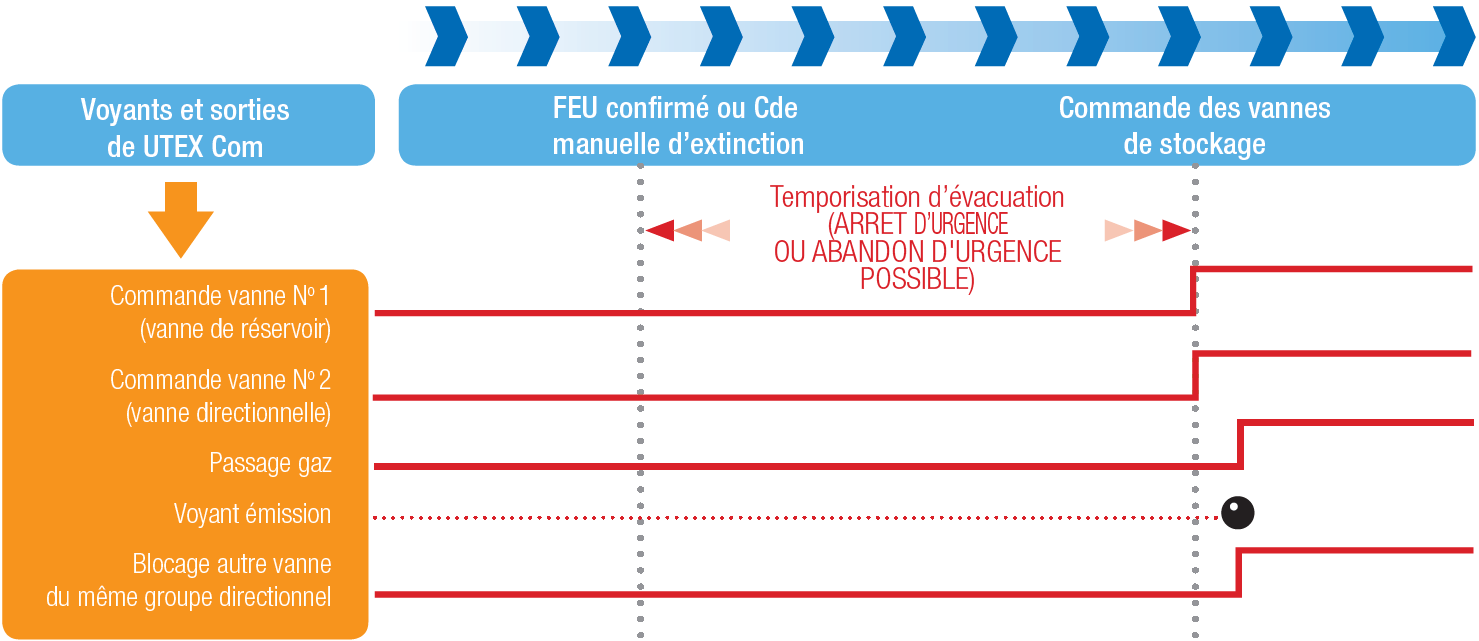 Voyants et sorties
de UTEX Com
FEU confirmé ou Cde
manuelle d’extinction
Commande des vannes
de stockage
Temporisation d’évacuation
(ARRET D’URGENCE
OU ABANDON D'URGENCE
POSSIBLE)
Commande vanne Nº 1
(vanne de réservoir)
Commande vanne Nº 2
(vanne directionnelle)
Passage gaz
Voyant émission
Blocage autre vanne
du même groupe directionnel